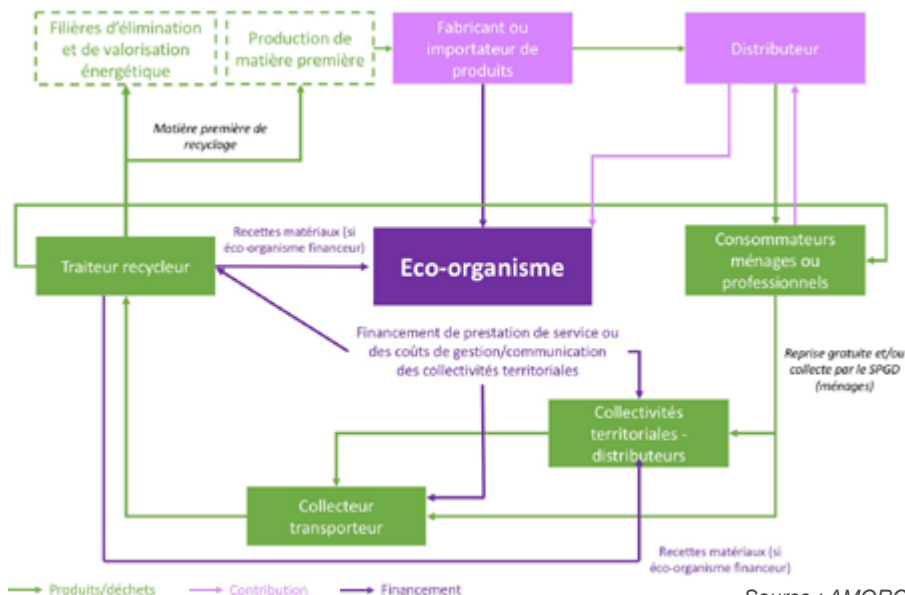 Filières d'élimination
et de valorisation
énergétique
Production de
matière première
Fabricant ou
importateur de
produits
Distributeur
Matière première de
recyclage
Recettes matériaux (si
éco-organisme financeur)
Traiteur recycleur
Eco-organisme
Consommateurs
ménages ou
professionnels
Financement de prestation de service ou
des coûts de gestion/communication
des collectivités territoriales
Reprise gratuite et/ou
collecte par le SPGD
(ménages)
Collectivités
territoriales -
distributeurs
Collecteur
transporteur
Recettes matériaux (si
éco-organisme financeur)
Produits/déchets
Contribution
Financement
Source : AMORC